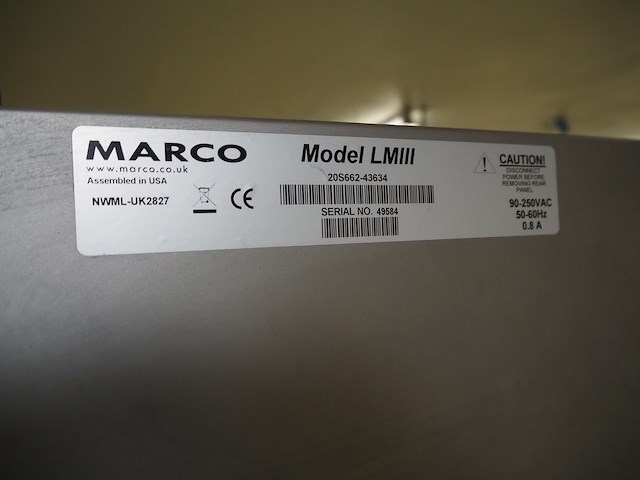 MARCO
www.marco.co.uk
Assembled in USA
NWML-UK2827
CE
Model LMIII
20S662-43634
SERIAL NO. 49584
CAUTION!
DISCONNECT
POWER BEFORE
REMOVING REAR
PANEL
90-250VAC
50-60Hz
0.8 A